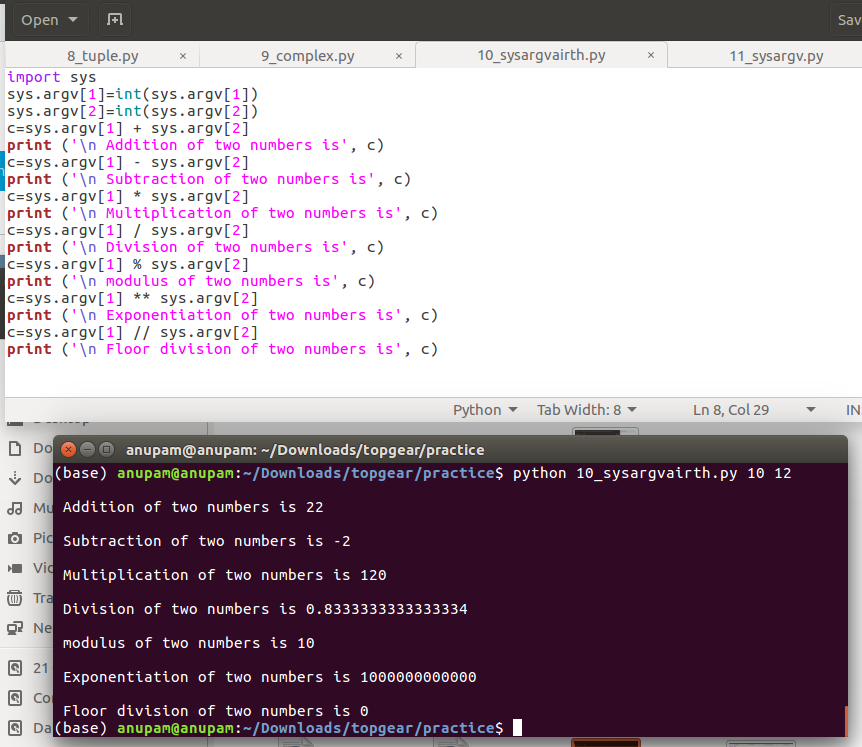 Open
Sav
8_tuple.py × 9_complex.py × 10_sysargvairth.py × 11_sysargv.py
import sys
sys.argv[1]=int(sys.argv[1])
sys.argv[2]=int(sys.argv[2])
c=sys.argv[1] + sys.argv[2]
print ('\n Addition of two numbers is', c)
c=sys.argv[1] - sys.argv[2]
print ('\n Subtraction of two numbers is', c)
c=sys.argv[1] * sys.argv[2]
print ('\n Multiplication of two numbers is', c)
c=sys.argv[1] / sys.argv[2]
print ('\n Division of two numbers is', c)
c=sys.argv[1] % sys.argv[2]
print ('\n modulus of two numbers is', c)
c=sys.argv[1] ** sys.argv[2]
print ('\n Exponentiation of two numbers is', c)
c=sys.argv[1] // sys.argv[2]
print ('\n Floor division of two numbers is', c)
Python Tab Width: 8 Ln 8, Col 29 IN
Do
Do
Mu
Pic
Vic
Tra
Ne
21
Co
Da
anupam@anupam: ~/Downloads/topgear/practice
(base) anupam@anupam:~/Downloads/topgear/practice$ python 10_sysargvairth.py 10 12
Addition of two numbers is 22
Subtraction of two numbers is -2
Multiplication of two numbers is 120
Division of two numbers is 0.8333333333333334
modulus of two numbers is 10
Exponentiation of two numbers is 1000000000000
Floor division of two numbers is 0
(base) anupam@anupam:~/Downloads/topgear/practice$